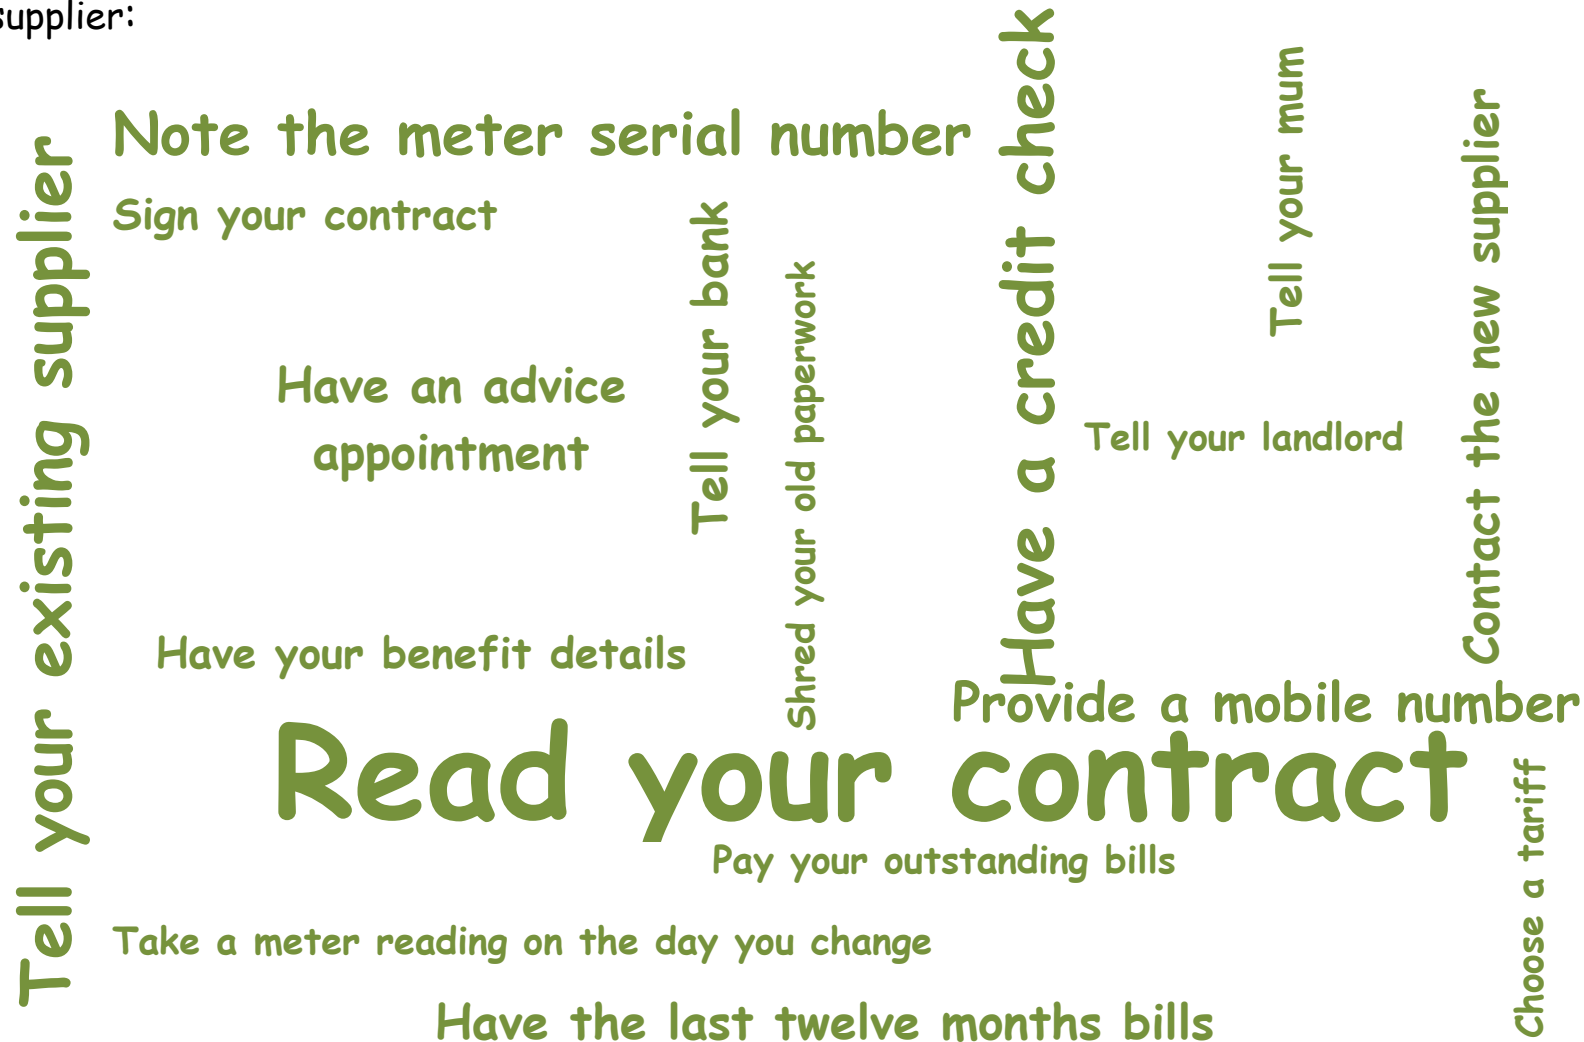 supplier:
Note the meter serial number
Sign your contract
Tell your existing supplier
Have an advice
appointment
Tell your bank
Shred your old paperwork
Have a credit check
Tell your mum
Contact the new supplier
Tell your landlord
Have your benefit details
Provide a mobile number
Read your contract
Pay your outstanding bills
Choose a tariff
Take a meter reading on the day you change
Have the last twelve months bills